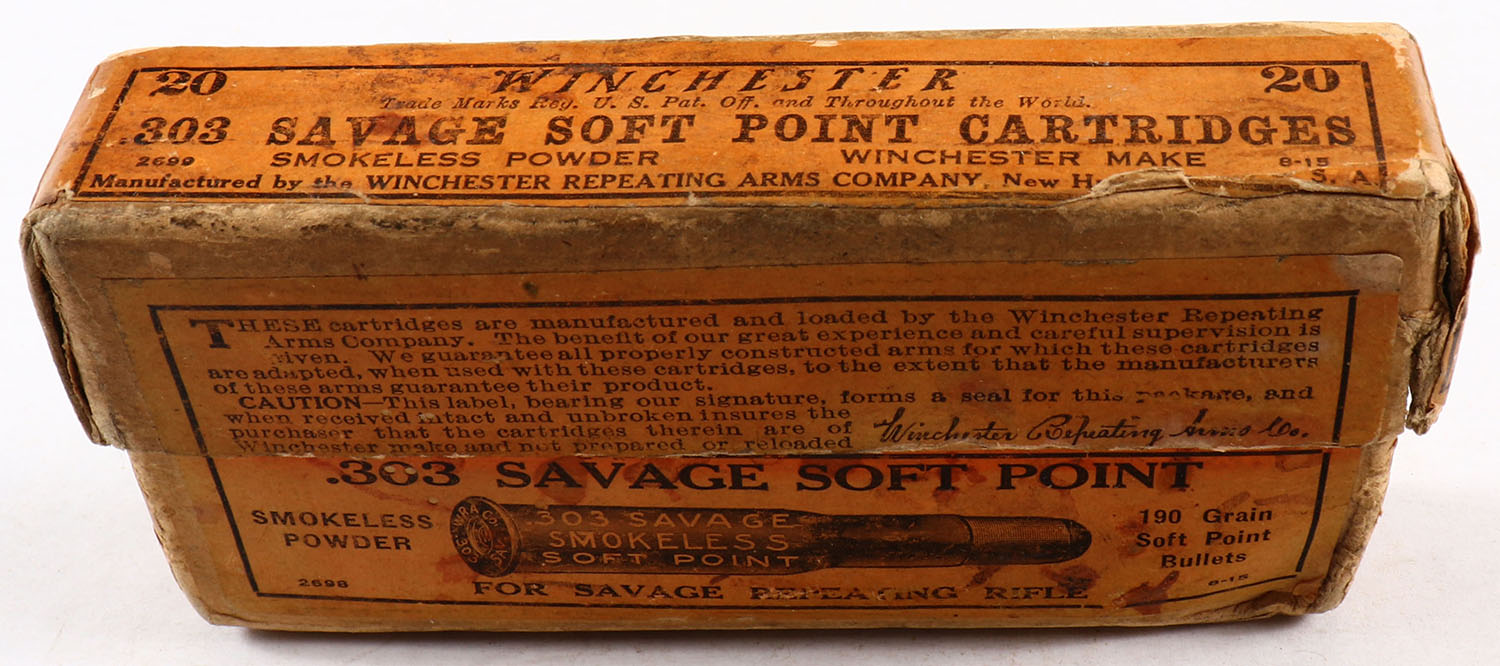 20 WINCHESTER 20
Trade Marks Reg. U. S. Pat. Off. and Throughout the World.
.303 SAVAGE SOFT POINT CARTRIDGES
2699 SMOKELESS POWDER WINCHESTER MAKE 8-15
Manufactured by the WINCHESTER REPEATING ARMS COMPANY, New H S. A.
THESE cartridges are manufactured and loaded by the Winchester Repeating
Arms Company. The benefit of our great experience and careful supervision is
given. We guarantee all properly constructed arms for which these cartridges
are adapted, when used with these cartridges, to the extent that the manufacturers
of these arms guarantee their product.
CAUTION—This label, bearing our signature, forms a seal for this package, and
when received intact and unbroken insures the
purchaser that the cartridges therein are of
Winchester make and not prepared or reloaded
Winchester Repeating Arms Co.
.303 SAVAGE SOFT POINT
SMOKELESS
POWDER
W.R.A. Co.
303 SAVAGE
SMOKELESS
SOFT POINT
190 Grain
Soft Point
Bullets
2698 8-15
FOR SAVAGE REPEATING RIFLE